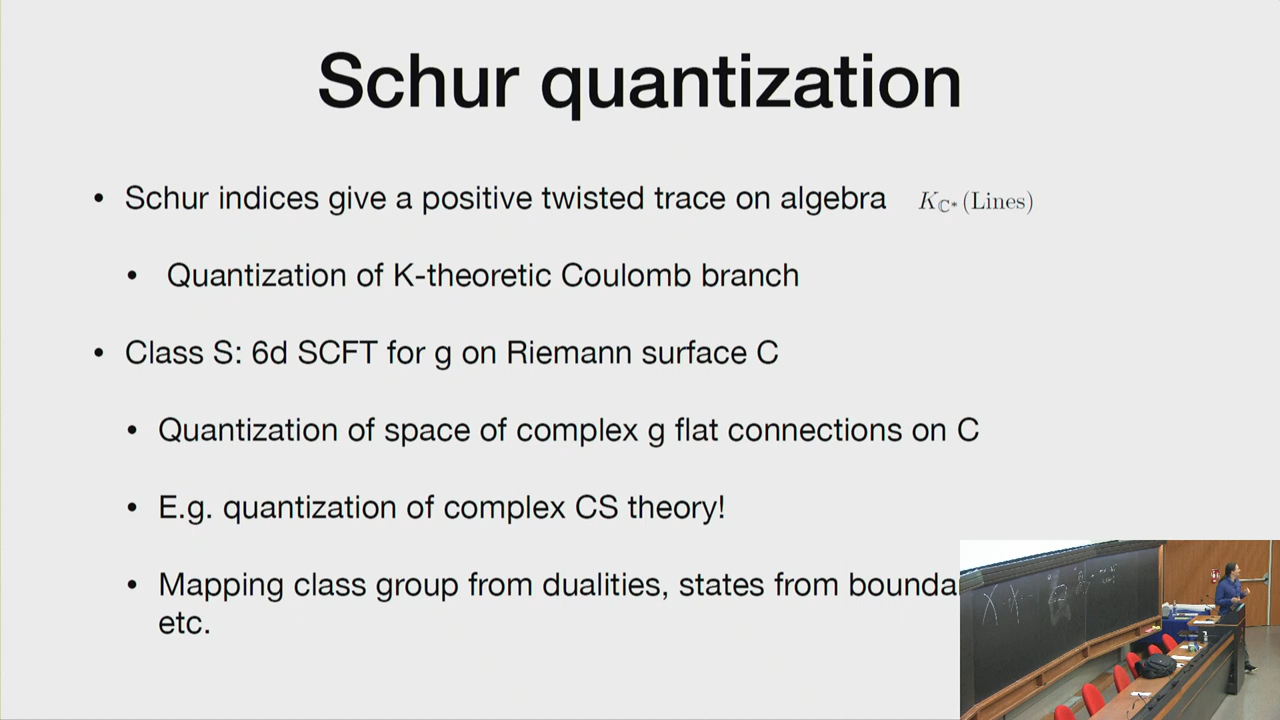 Schur quantization
• Schur indices give a positive twisted trace on algebra K_{ℂ*}(Lines)
• Quantization of K-theoretic Coulomb branch
• Class S: 6d SCFT for g on Riemann surface C
• Quantization of space of complex g flat connections on C
• E.g. quantization of complex CS theory!
• Mapping class group from dualities, states from bounda
etc.